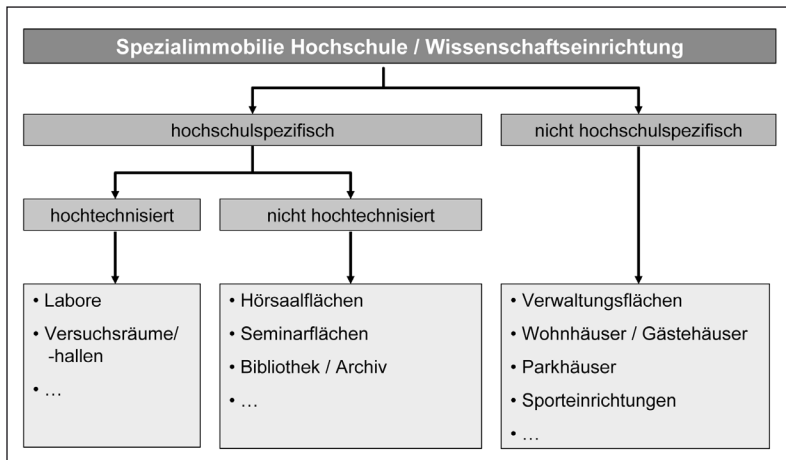 Spezialimmobilie Hochschule / Wissenschaftseinrichtung
hochschulspezifisch
nicht hochschulspezifisch
hochtechnisiert
nicht hochtechnisiert
• Labore
• Versuchsräume/
-hallen
• ...
• Hörsaalflächen
• Seminarflächen
• Bibliothek / Archiv
• ...
• Verwaltungsflächen
• Wohnhäuser / Gästehäuser
• Parkhäuser
• Sporteinrichtungen
• ...